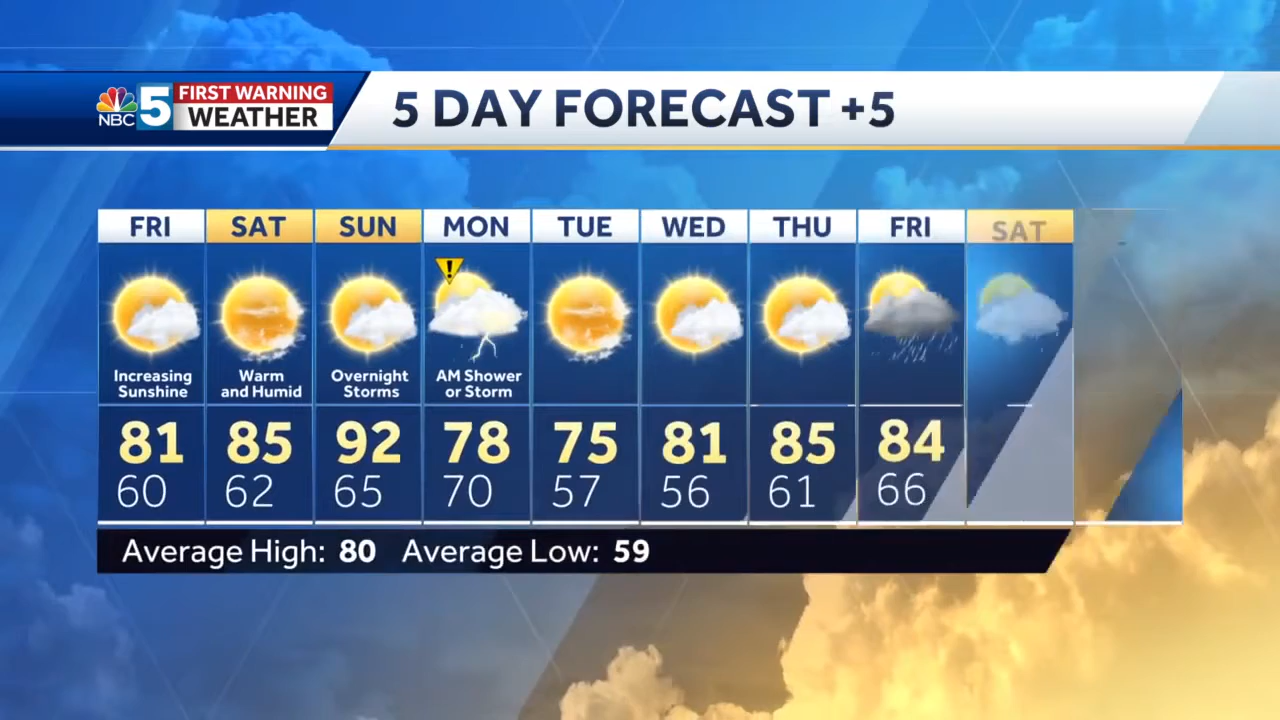 FIRST WARNING
NBC 5 WEATHER
5 DAY FORECAST +5
FRI SAT SUN MON TUE WED THU FRI SAT
!
Increasing Warm Overnight AM Shower
Sunshine and Humid Storms or Storm
81 85 92 78 75 81 85 84
60 62 65 70 57 56 61 66
Average High: 80 Average Low: 59